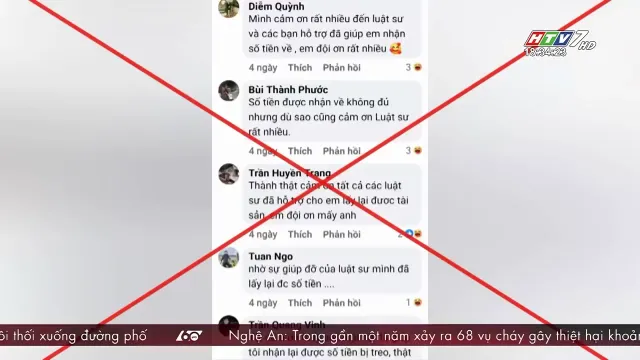 Diễm Quỳnh
Mình cảm ơn rất nhiều đến luật sư
và các bạn hỗ trợ đã giúp em nhận
số tiền về , em đội ơn rất nhiều
4 ngày Thích Phản hồi 3
HTV7 HD
18:34:23
Bùi Thành Phước
Số tiền được nhận về không đủ
nhưng dù sao cũng cảm ơn Luật sư
rất nhiều.
4 ngày Thích Phản hồi 3
Trần Huyền Trang
Thành thật cảm ơn tất cả các luật
sư đã hỗ trợ cho em lấy lại được tài
sản, em đội ơn mấy anh
4 ngày Thích Phản hồi 2
Tuan Ngo
nhờ sự giúp đỡ của luật sư mình đã
lấy lại đc số tiền ....
4 ngày Thích Phản hồi 1
Trần Quang Vinh
tôi nhận lại được số tiền bị treo, thật
ôi thối xuống đường phố
Nghệ An: Trong gần một năm xảy ra 68 vụ cháy gây thiệt hại khoả